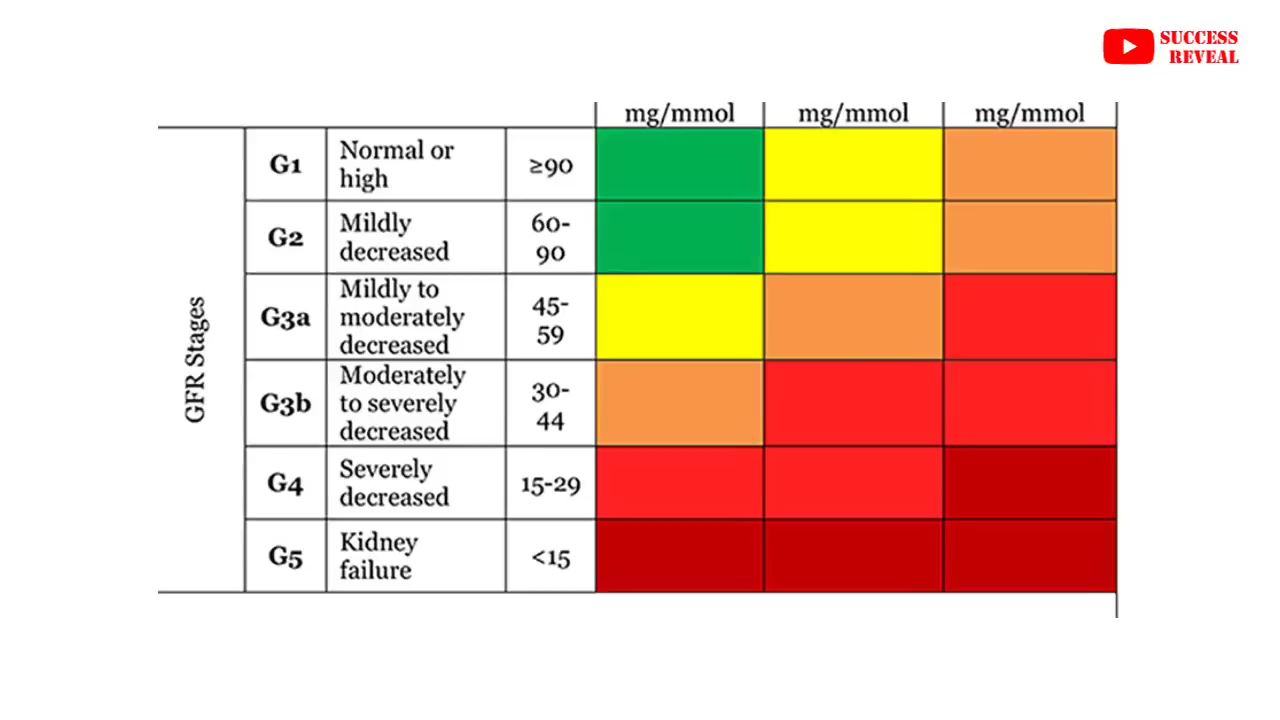 SUCCESS
REVEAL
mg/mmol mg/mmol mg/mmol
GFR Stages
G1
Normal or
high
≥90
G2
Mildly
decreased
60-
90
G3a
Mildly to
moderately
decreased
45-
59
G3b
Moderately
to severely
decreased
30-
44
G4
Severely
decreased
15-29
G5
Kidney
failure
<15